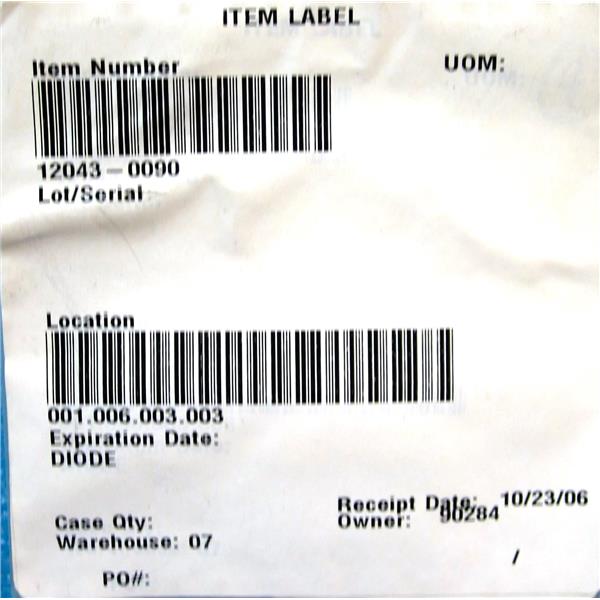 ITEM LABEL
Item Number UOM:
12043-0090
Lot/Serial
Location
001.006.003.003
Expiration Date:
DIODE
Receipt Date: 10/23/06
Case Qty: Owner: 90284
Warehouse: 07
/
PO#: